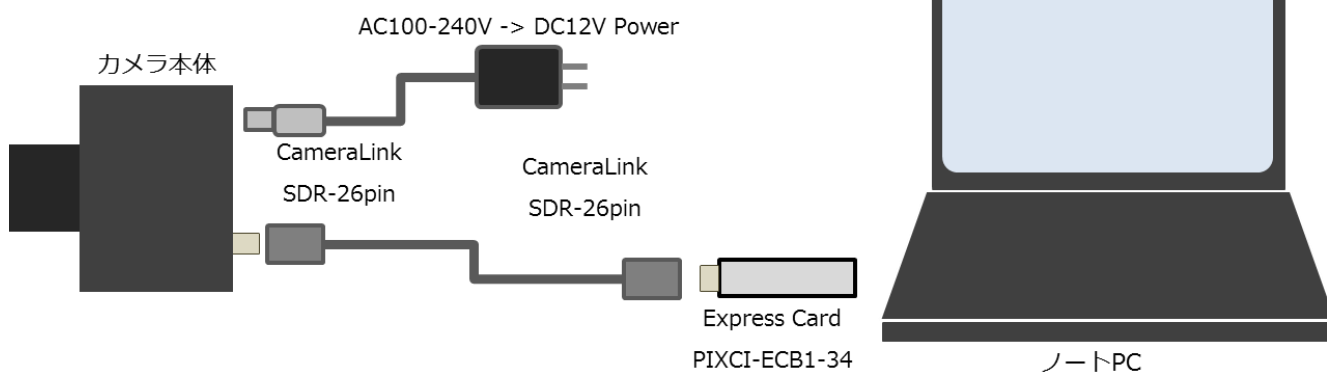 AC100-240V -> DC12V Power
カメラ本体
CameraLink
SDR-26pin
CameraLink
SDR-26pin
Express Card
PIXCI-ECB1-34
ノートPC